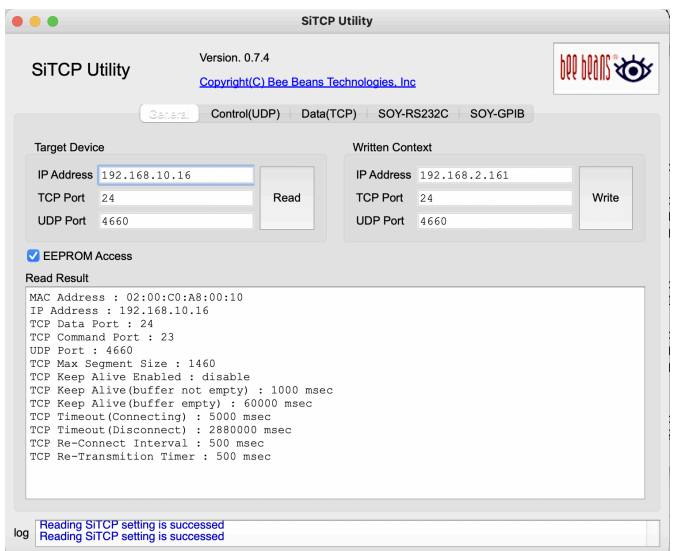 SiTCP Utility
SiTCP Utility
Version. 0.7.4
Copyright(C) Bee Beans Technologies, Inc
bee beans
General
Control(UDP)
Data(TCP)
SOY-RS232C
SOY-GPIB
Target Device
IP Address 192.168.10.16
TCP Port 24
UDP Port 4660
Read
Written Context
IP Address 192.168.2.161
TCP Port 24
UDP Port 4660
Write
EEPROM Access
Read Result
MAC Address : 02:00:C0:A8:00:10
IP Address : 192.168.10.16
TCP Data Port : 24
TCP Command Port : 23
UDP Port : 4660
TCP Max Segment Size : 1460
TCP Keep Alive Enabled : disable
TCP Keep Alive(buffer not empty) : 1000 msec
TCP Keep Alive(buffer empty) : 60000 msec
TCP Timeout(Connecting) : 5000 msec
TCP Timeout(Disconnect) : 2880000 msec
TCP Re-Connect Interval : 500 msec
TCP Re-Transmition Timer : 500 msec
log
Reading SiTCP setting is successed
Reading SiTCP setting is successed